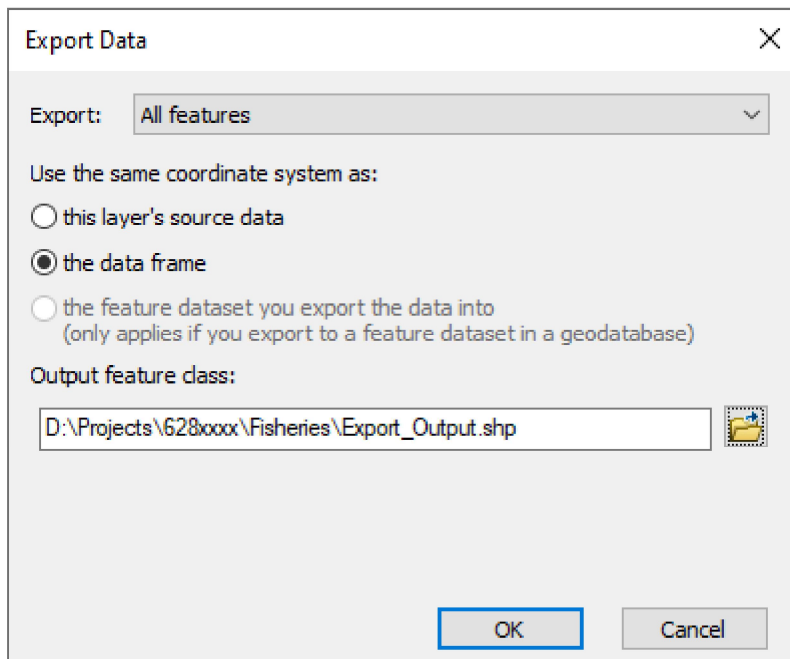 Export Data
Export: All features
Use the same coordinate system as:
this layer's source data
the data frame
the feature dataset you export the data into
(only applies if you export to a feature dataset in a geodatabase)
Output feature class:
D:\Projects\628xxxx\Fisheries\Export_Output.shp
OK Cancel